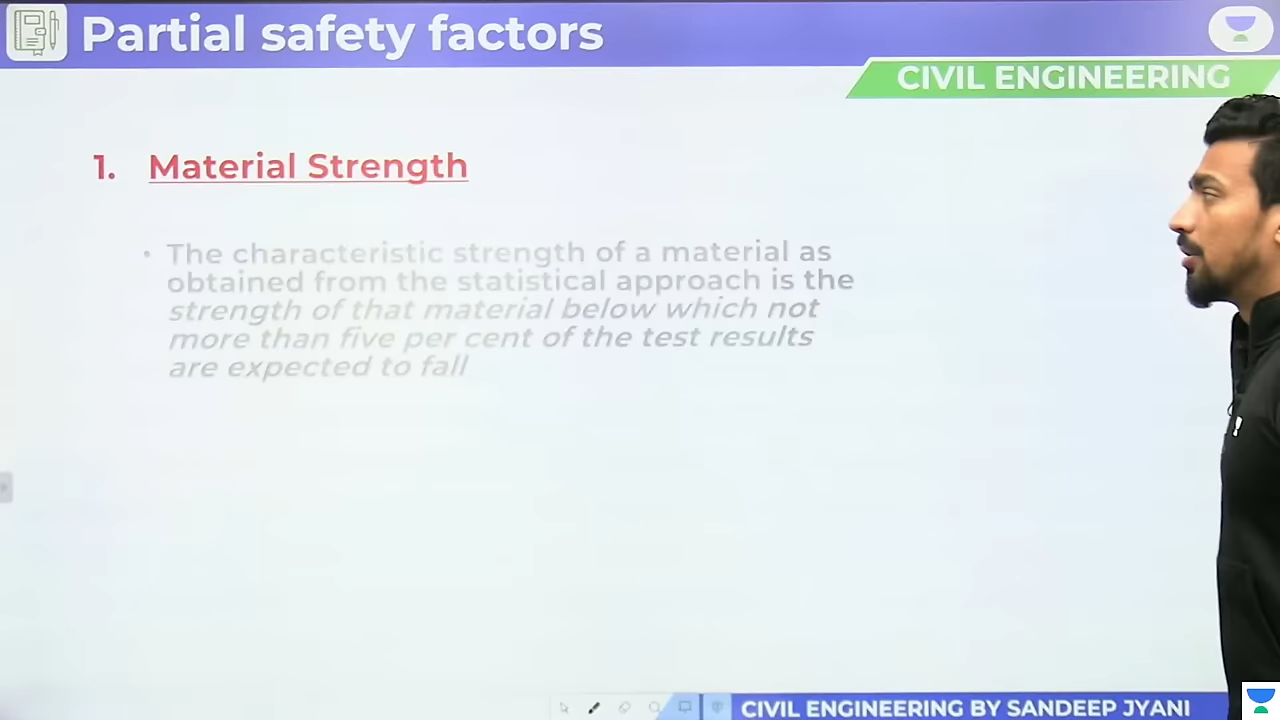 Partial safety factors
CIVIL ENGINEERING
1. Material Strength
• The characteristic strength of a material as
obtained from the statistical approach is the
strength of that material below which not
more than five per cent of the test results
are expected to fall
CIVIL ENGINEERING BY SANDEEP JYANI